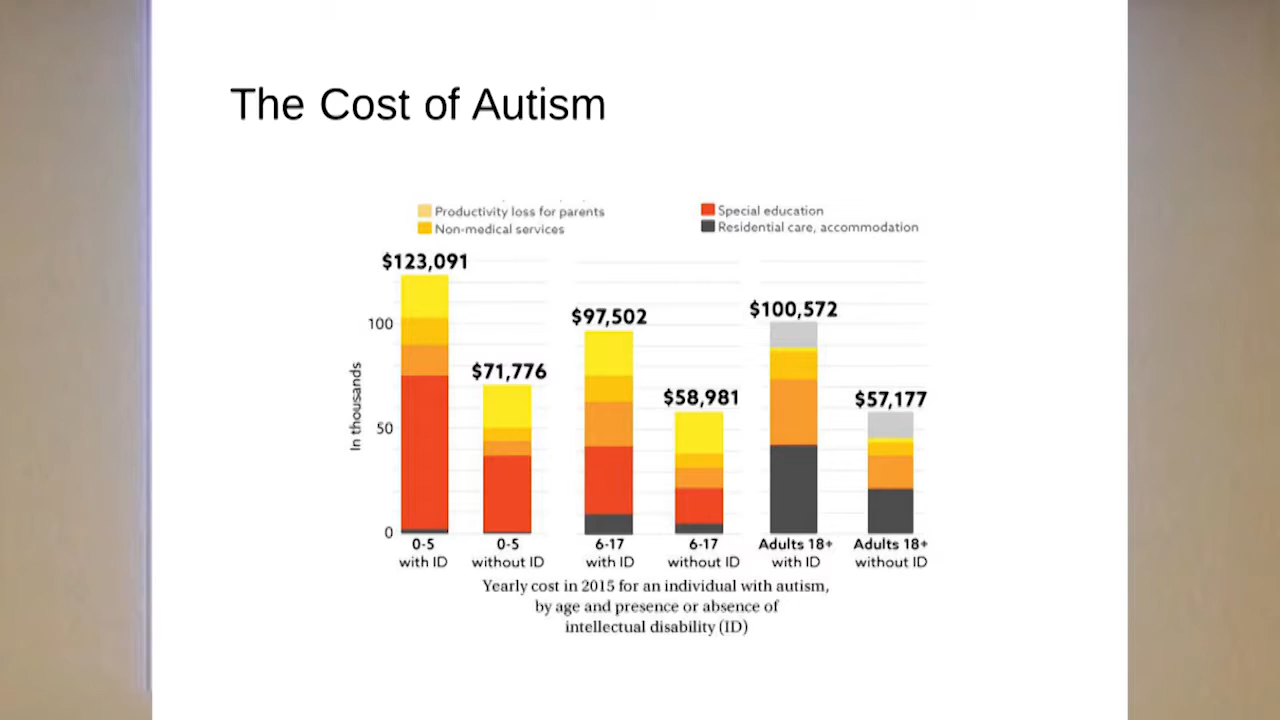 The Cost of Autism
Productivity loss for parents
Non-medical services
Special education
Residential care, accommodation
$123,091
$71,776
$97,502
$58,981
$100,572
$57,177
In thousands
100
50
0
0-5
with ID
0-5
without ID
6-17
with ID
6-17
without ID
Adults 18+
with ID
Adults 18+
without ID
Yearly cost in 2015 for an individual with autism,
by age and presence or absence of
intellectual disability (ID)